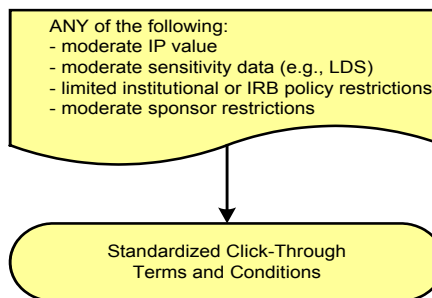 ANY of the following:
- moderate IP value
- moderate sensitivity data (e.g., LDS)
- limited institutional or IRB policy restrictions
- moderate sponsor restrictions
Standardized Click-Through
Terms and Conditions